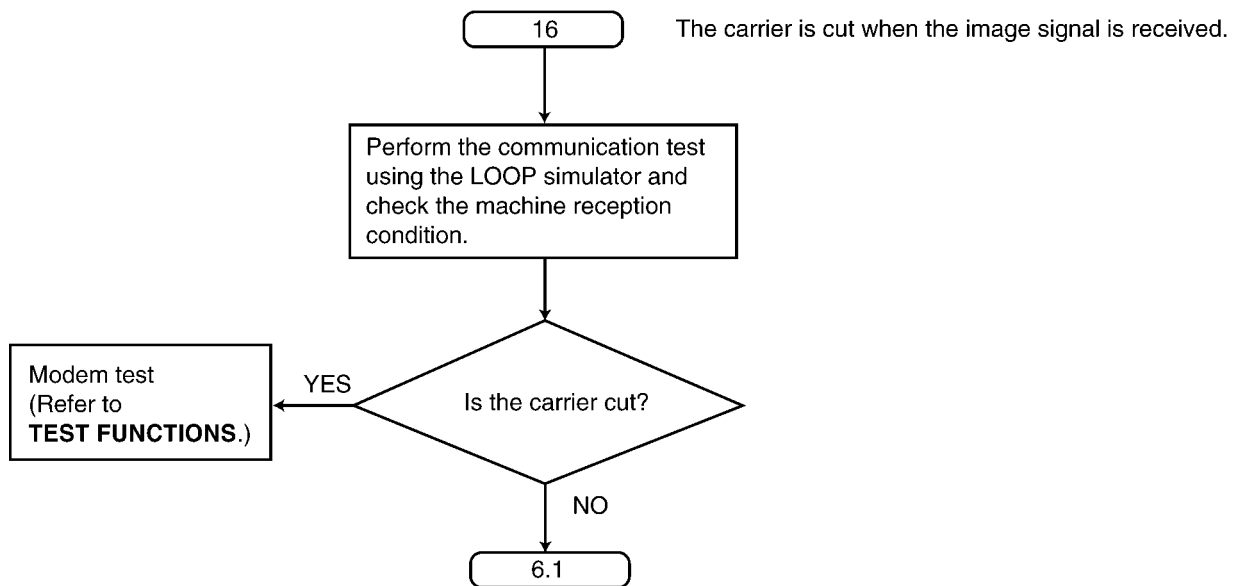 16
The carrier is cut when the image signal is received.
Perform the communication test
using the LOOP simulator and
check the machine reception
condition.
Modem test
(Refer to
TEST FUNCTIONS.)
YES
Is the carrier cut?
NO
6.1